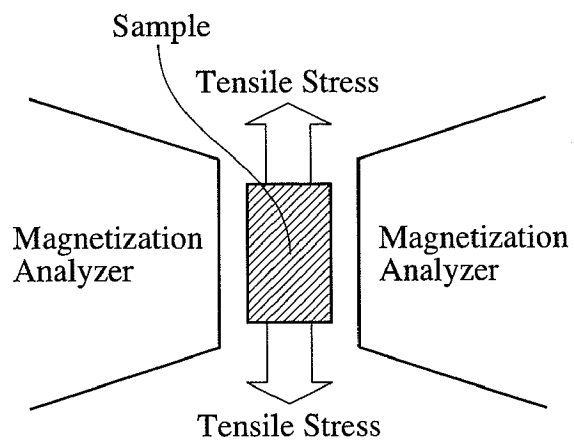 Sample
Tensile Stress
Magnetization
Analyzer
Magnetization
Analyzer
Tensile Stress